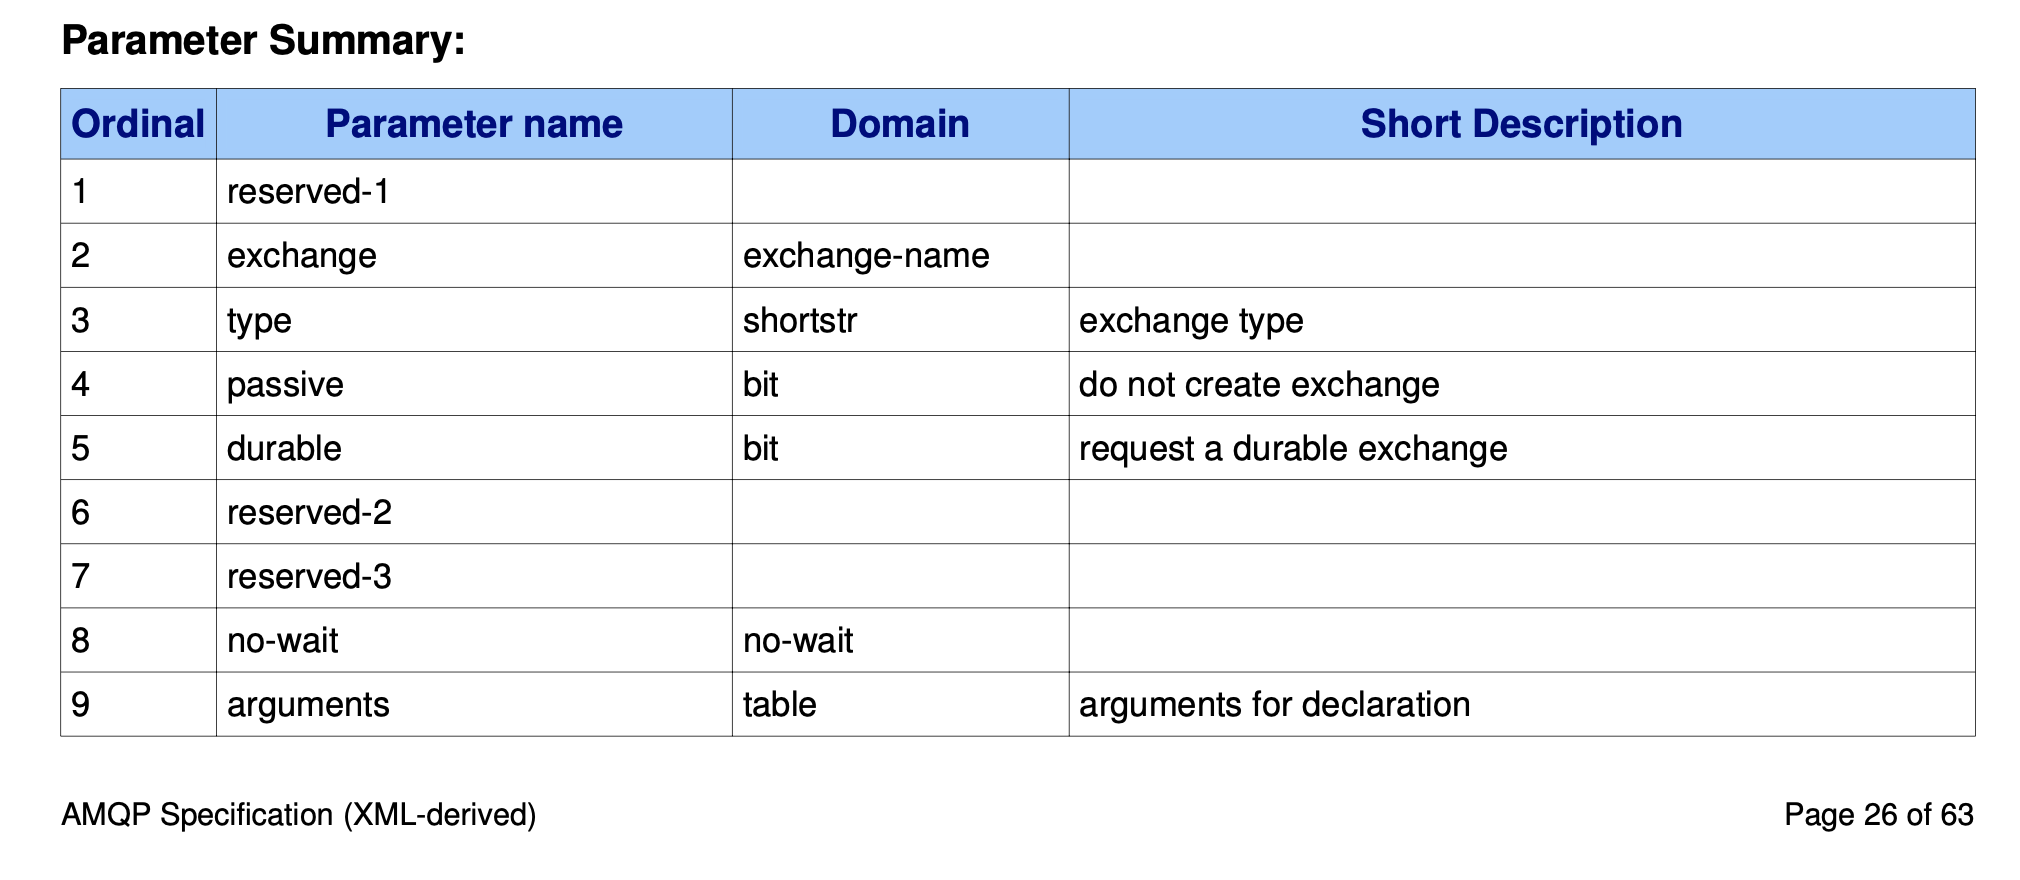 Parameter Summary:
Ordinal Parameter name Domain Short Description
1 reserved-1
2 exchange exchange-name
3 type shortstr exchange type
4 passive bit do not create exchange
5 durable bit request a durable exchange
6 reserved-2
7 reserved-3
8 no-wait no-wait
9 arguments table arguments for declaration
AMQP Specification (XML-derived) Page 26 of 63